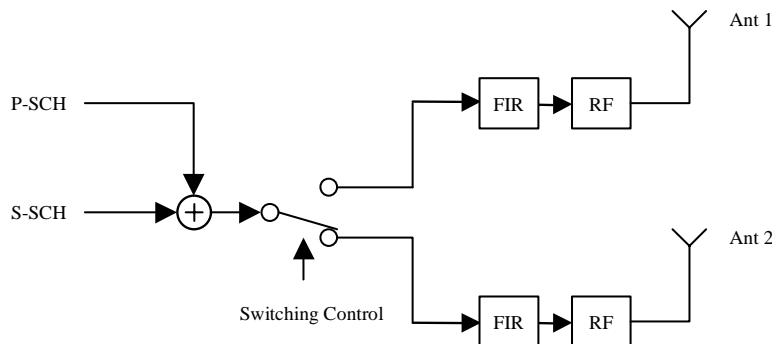 Ant 1
P-SCH
FIR
RF
S-SCH
Ant 2
Switching Control
FIR
RF